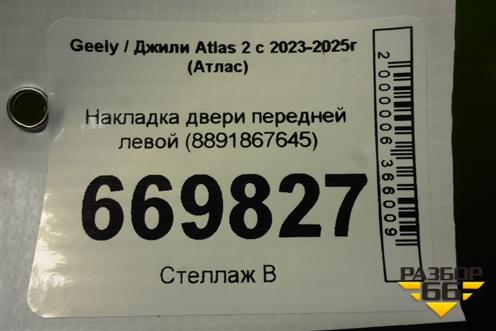 Geely / Джили Atlas 2 с 2023-2025г
(Атлас)
Накладка двери передней
левой (8891867645)
669827
Стеллаж В
2000006366009
РАЗБОР
66